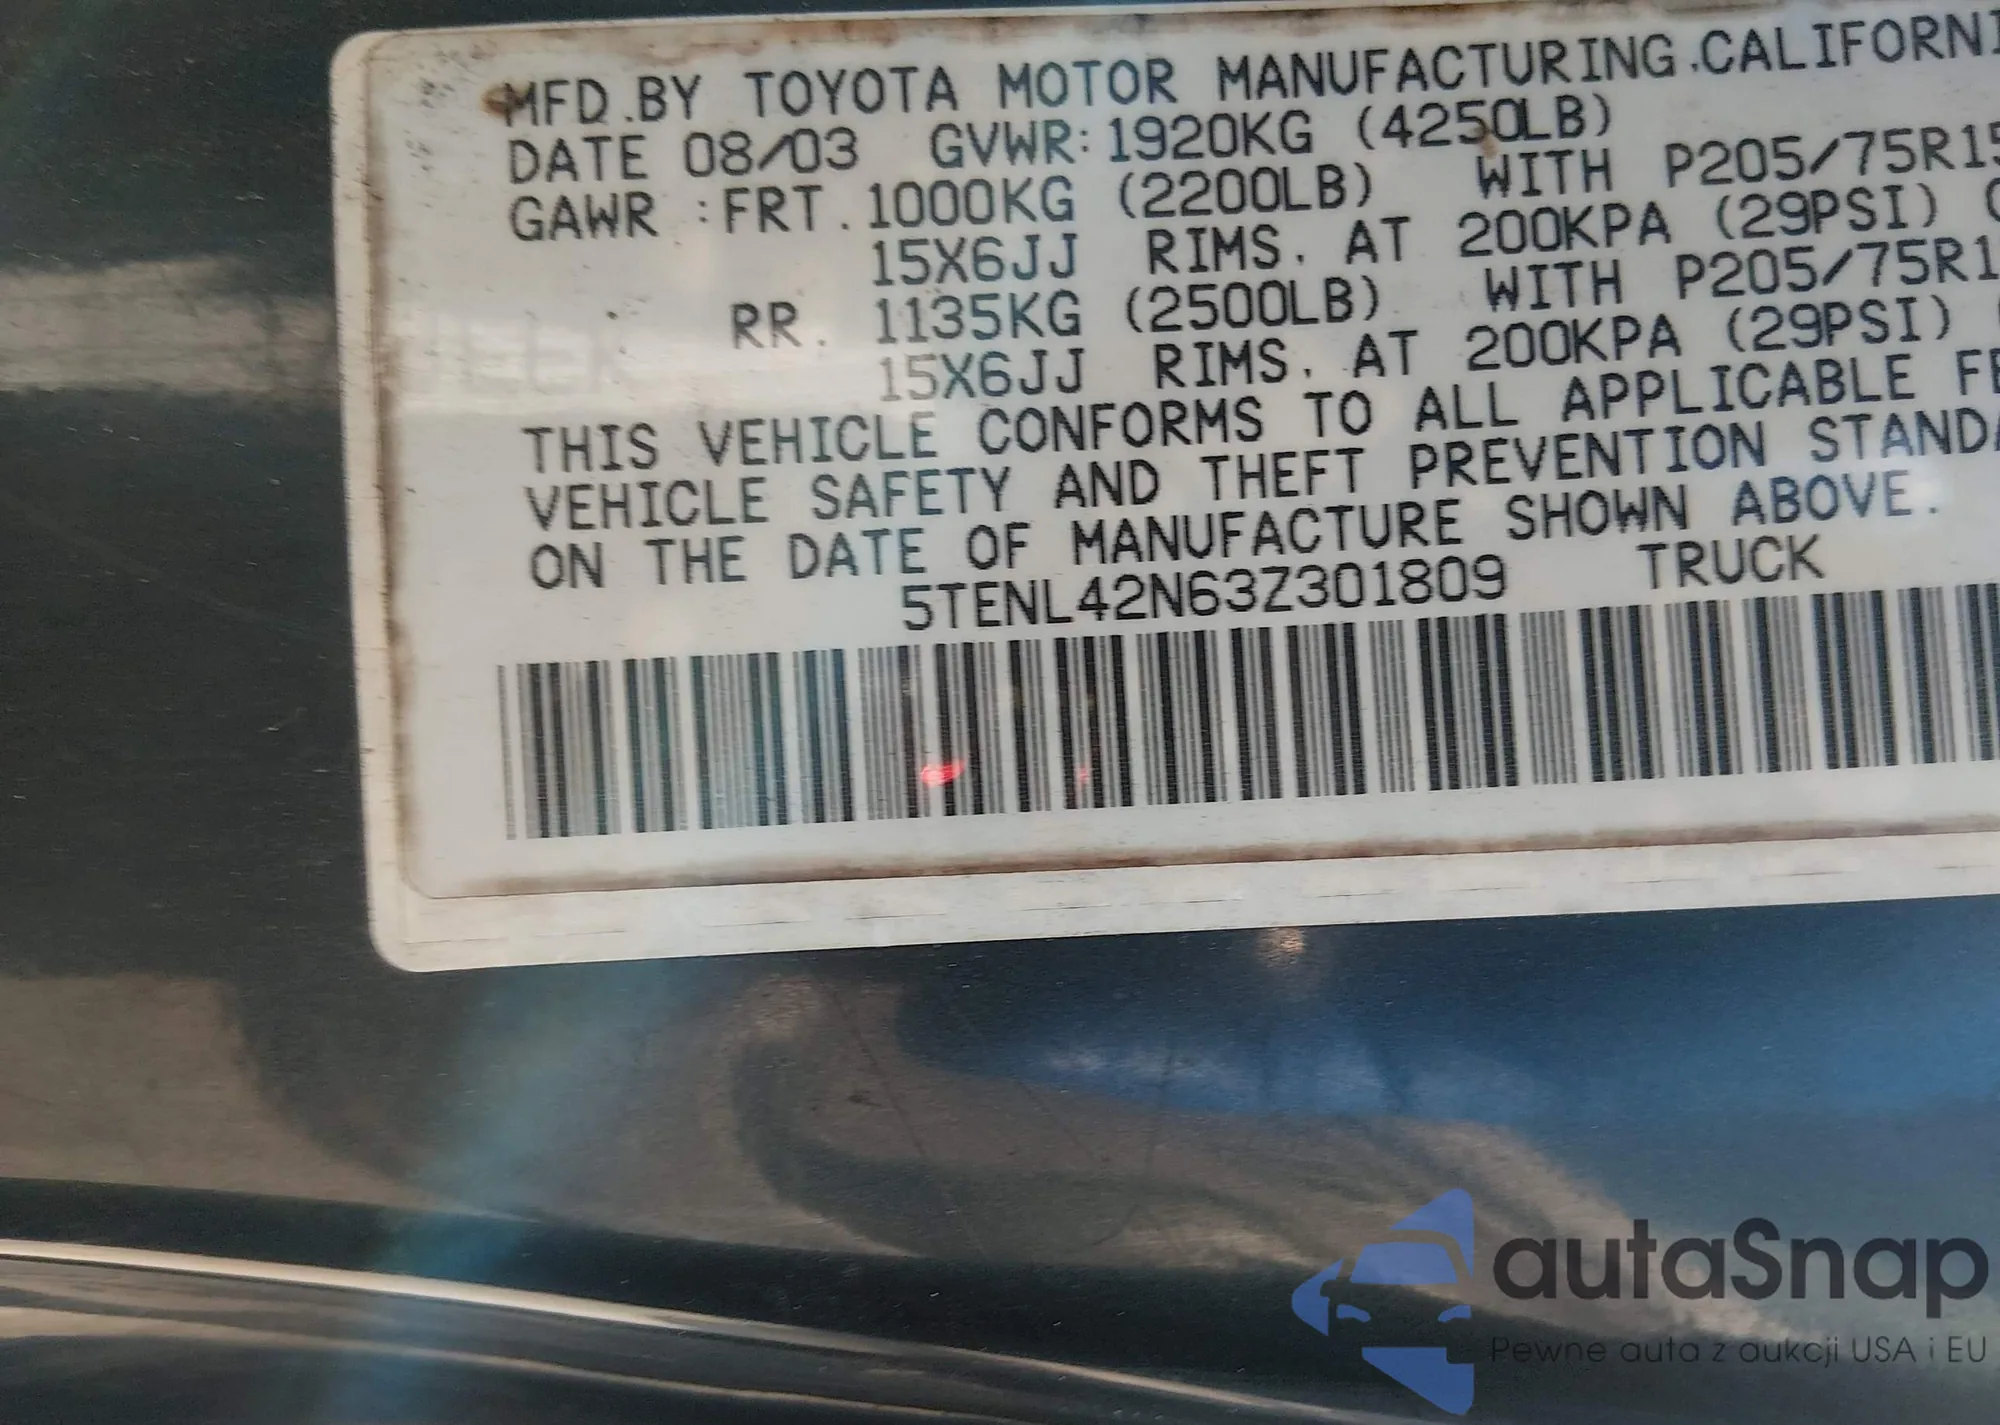 MFD.BY TOYOTA MOTOR MANUFACTURING.CALIFORNI
DATE 08/03 GVWR:1920KG (4250LB)
GAWR :FRT.1000KG (2200LB) WITH P205/75R15
15X6JJ RIMS. AT 200KPA (29PSI)
RR. 1135KG (2500LB) WITH P205/75R1
15X6JJ RIMS. AT 200KPA (29PSI)
THIS VEHICLE CONFORMS TO ALL APPLICABLE FE
VEHICLE SAFETY AND THEFT PREVENTION STANDA
ON THE DATE OF MANUFACTURE SHOWN ABOVE.
5TENL42N63Z301809 TRUCK
autaSnap
Pewne auta z aukcji USA i EU